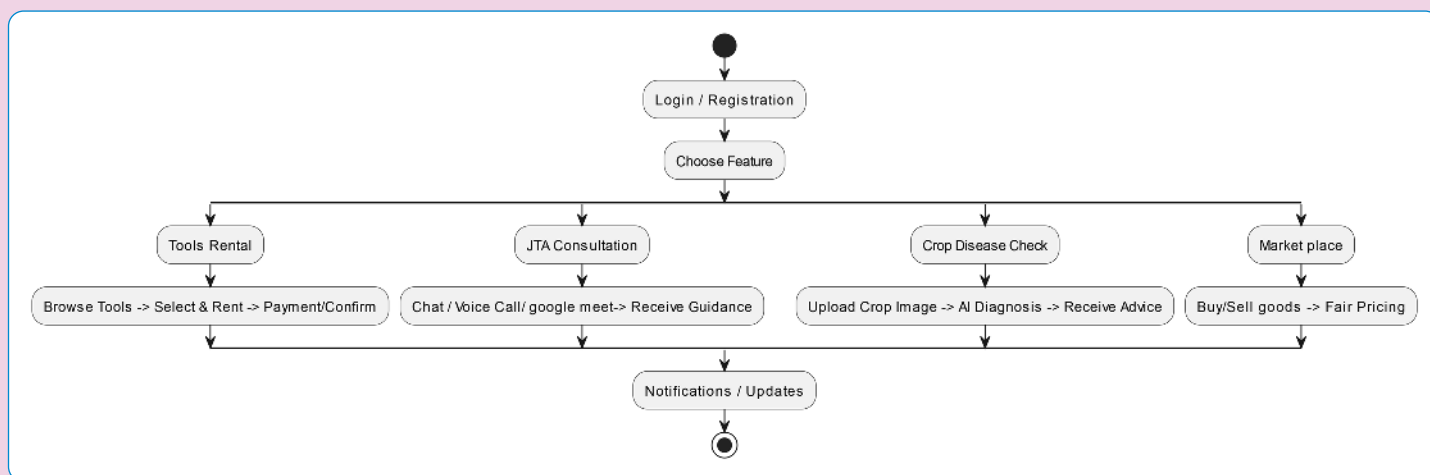 Login / Registration
Choose Feature
Tools Rental
JTA Consultation
Crop Disease Check
Market place
Browse Tools -> Select & Rent -> Payment/Confirm
Chat / Voice Call/ google meet-> Receive Guidance
Upload Crop Image -> AI Diagnosis -> Receive Advice
Buy/Sell goods -> Fair Pricing
Notifications / Updates